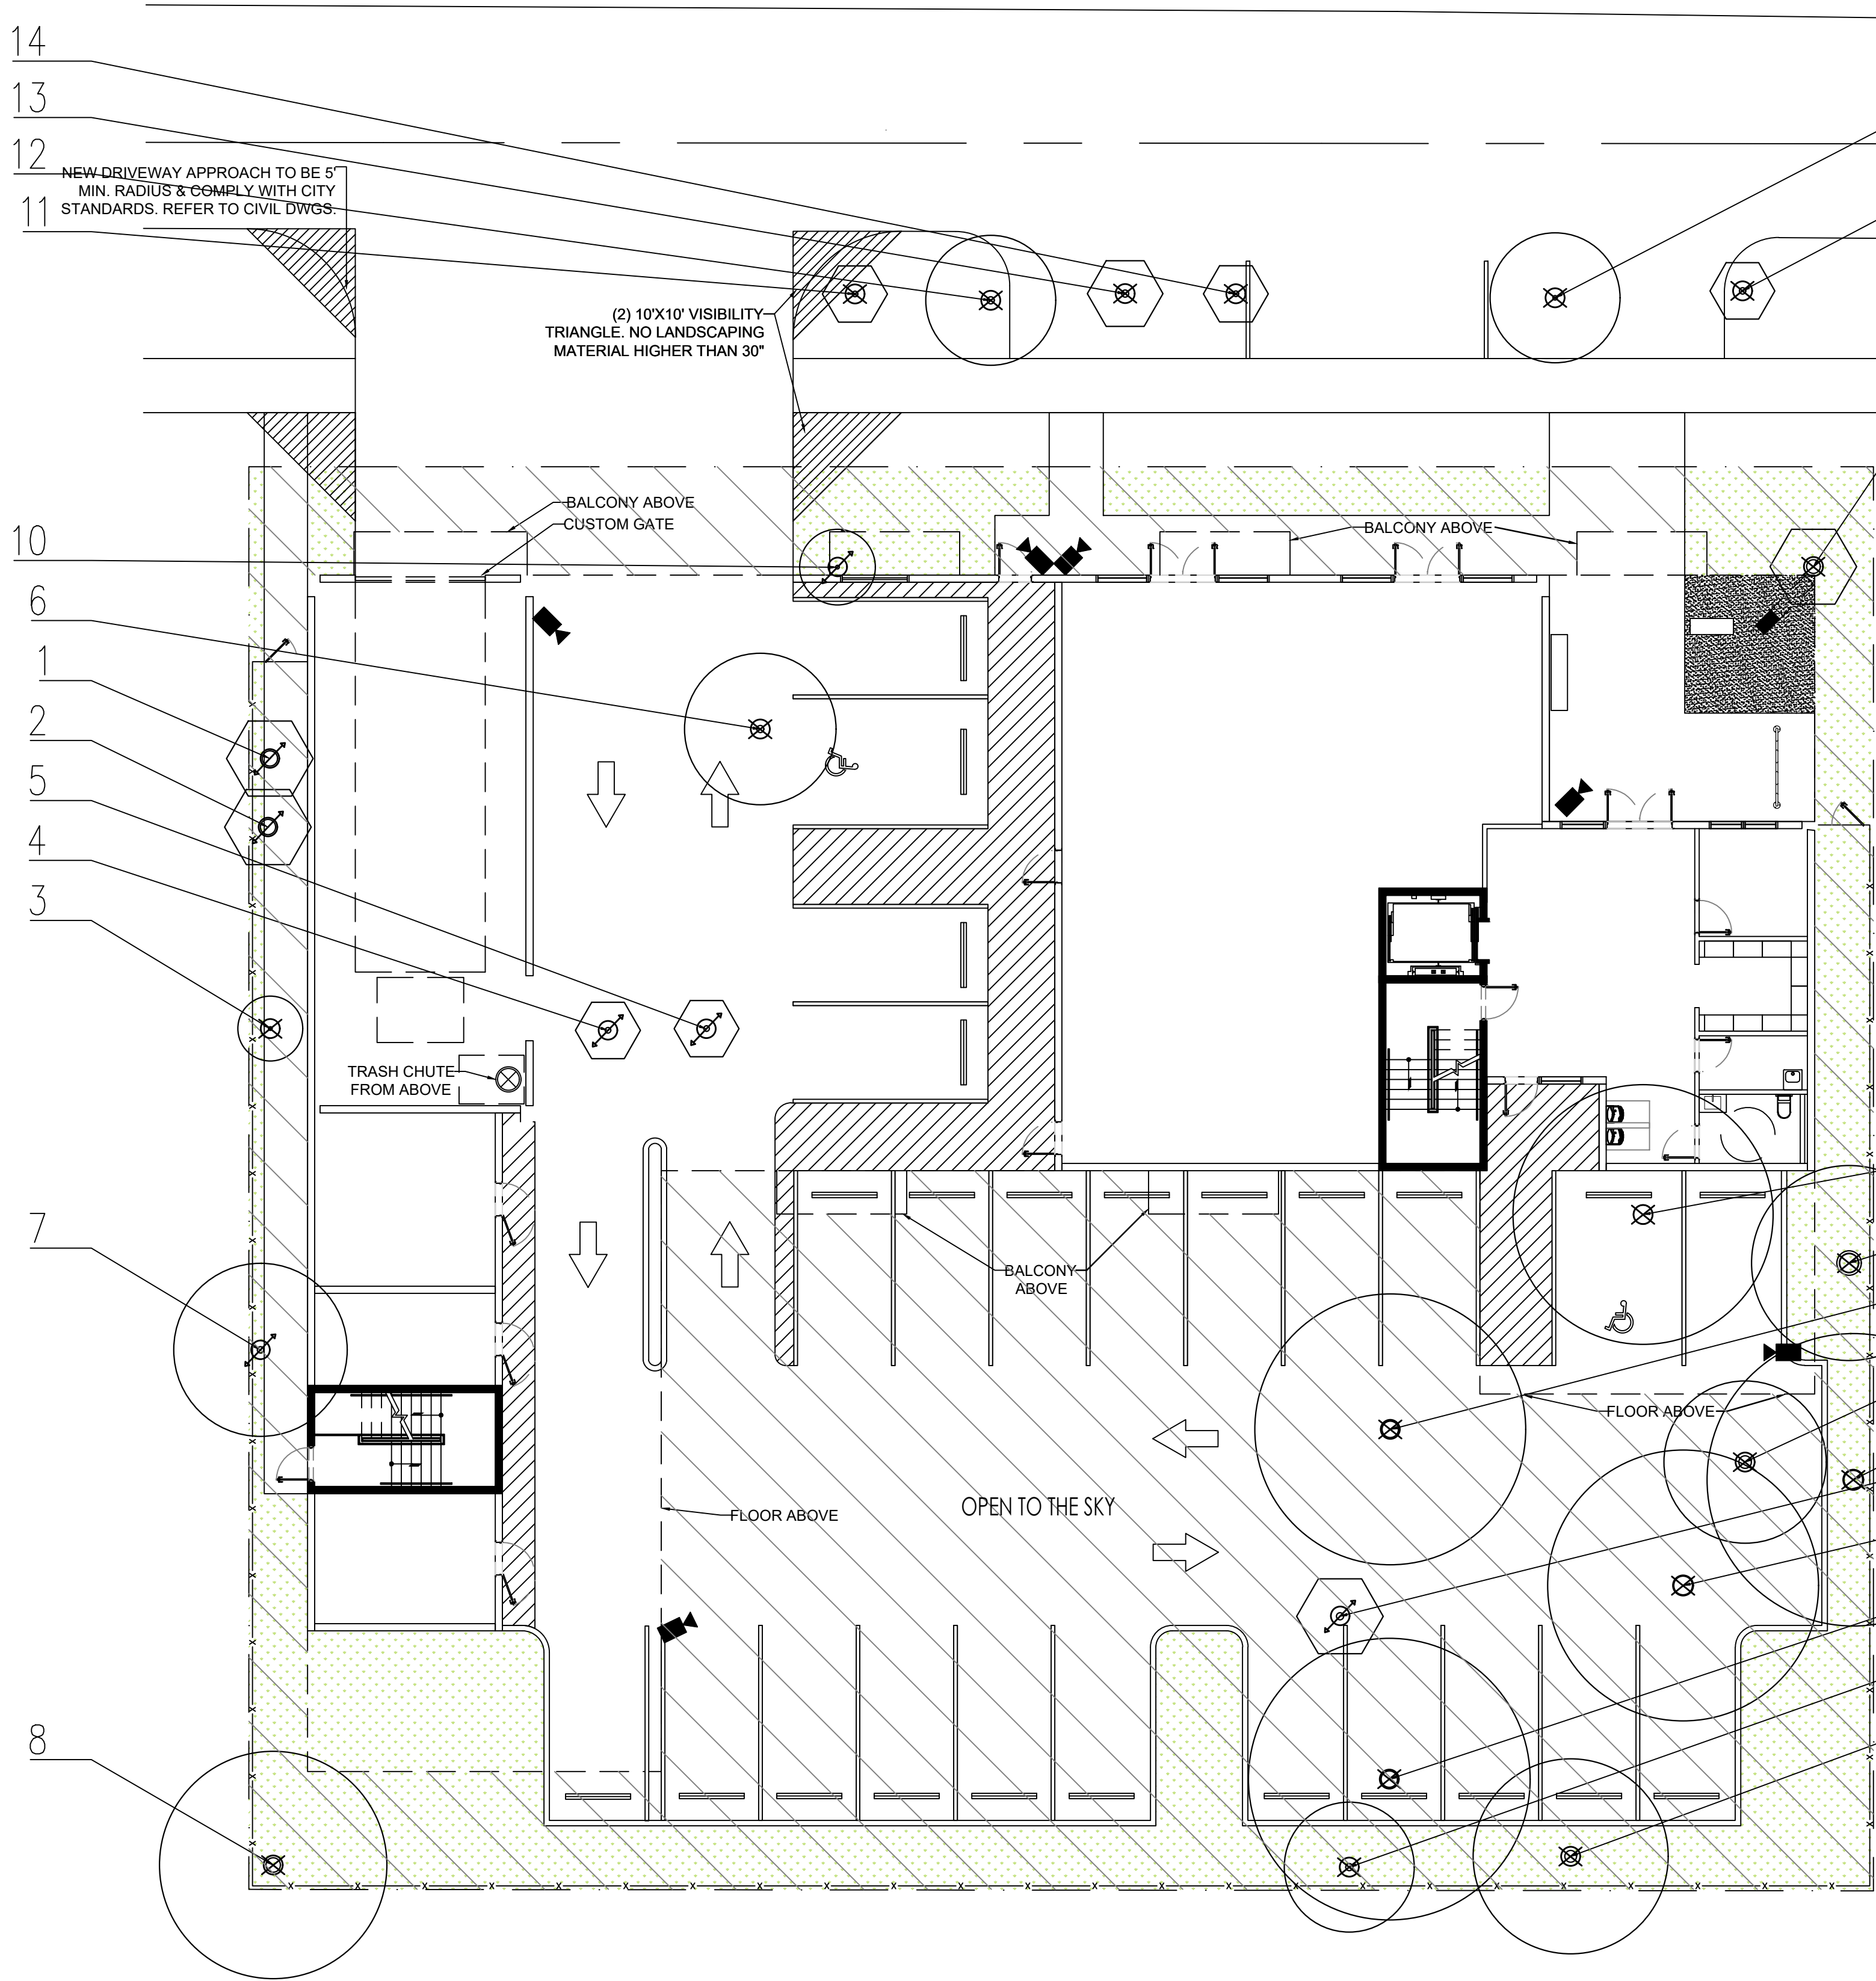 14
13
12
NEW DRIVEWAY APPROACH TO BE 5'
MIN. RADIUS & COMPLY WITH CITY
STANDARDS. REFER TO CIVIL DWGS.
11
(2) 10'X10' VISIBILITY
TRIANGLE. NO LANDSCAPING
MATERIAL HIGHER THAN 30"
BALCONY ABOVE
CUSTOM GATE
BALCONY ABOVE
10
6
1
2
5
4
3
TRASH CHUTE
FROM ABOVE
7
BALCONY
ABOVE
FLOOR ABOVE
OPEN TO THE SKY
FLOOR ABOVE
8